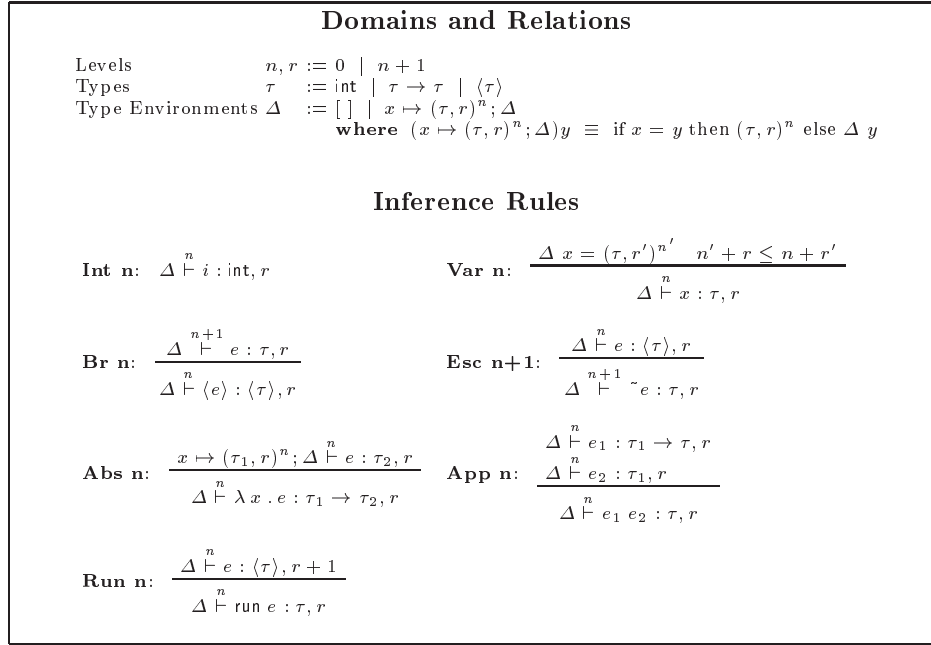 Domains and Relations
Levels n, r := 0 | n + 1
Types τ := int | τ → τ | ⟨τ⟩
Type Environments Δ := [ ] | x ↦ (τ, r)ⁿ; Δ
where (x ↦ (τ, r)ⁿ; Δ)y ≡ if x = y then (τ, r)ⁿ else Δ y
Inference Rules
Int n: Δ ⊢ⁿ i : int, r
Var n: Δ x = (τ, r′)ⁿ′ n′ + r ≤ n + r′
Δ ⊢ⁿ x : τ, r
Br n: Δ ⊢ⁿ⁺¹ e : τ, r
Δ ⊢ⁿ ⟨e⟩ : ⟨τ⟩, r
Esc n+1: Δ ⊢ⁿ e : ⟨τ⟩, r
Δ ⊢ⁿ⁺¹ ˜e : τ, r
Abs n: x ↦ (τ₁, r)ⁿ; Δ ⊢ⁿ e : τ₂, r
Δ ⊢ⁿ λ x . e : τ₁ → τ₂, r
App n: Δ ⊢ⁿ e₁ : τ₁ → τ, r
Δ ⊢ⁿ e₂ : τ₁, r
Δ ⊢ⁿ e₁ e₂ : τ, r
Run n: Δ ⊢ⁿ e : ⟨τ⟩, r + 1
Δ ⊢ⁿ run e : τ, r